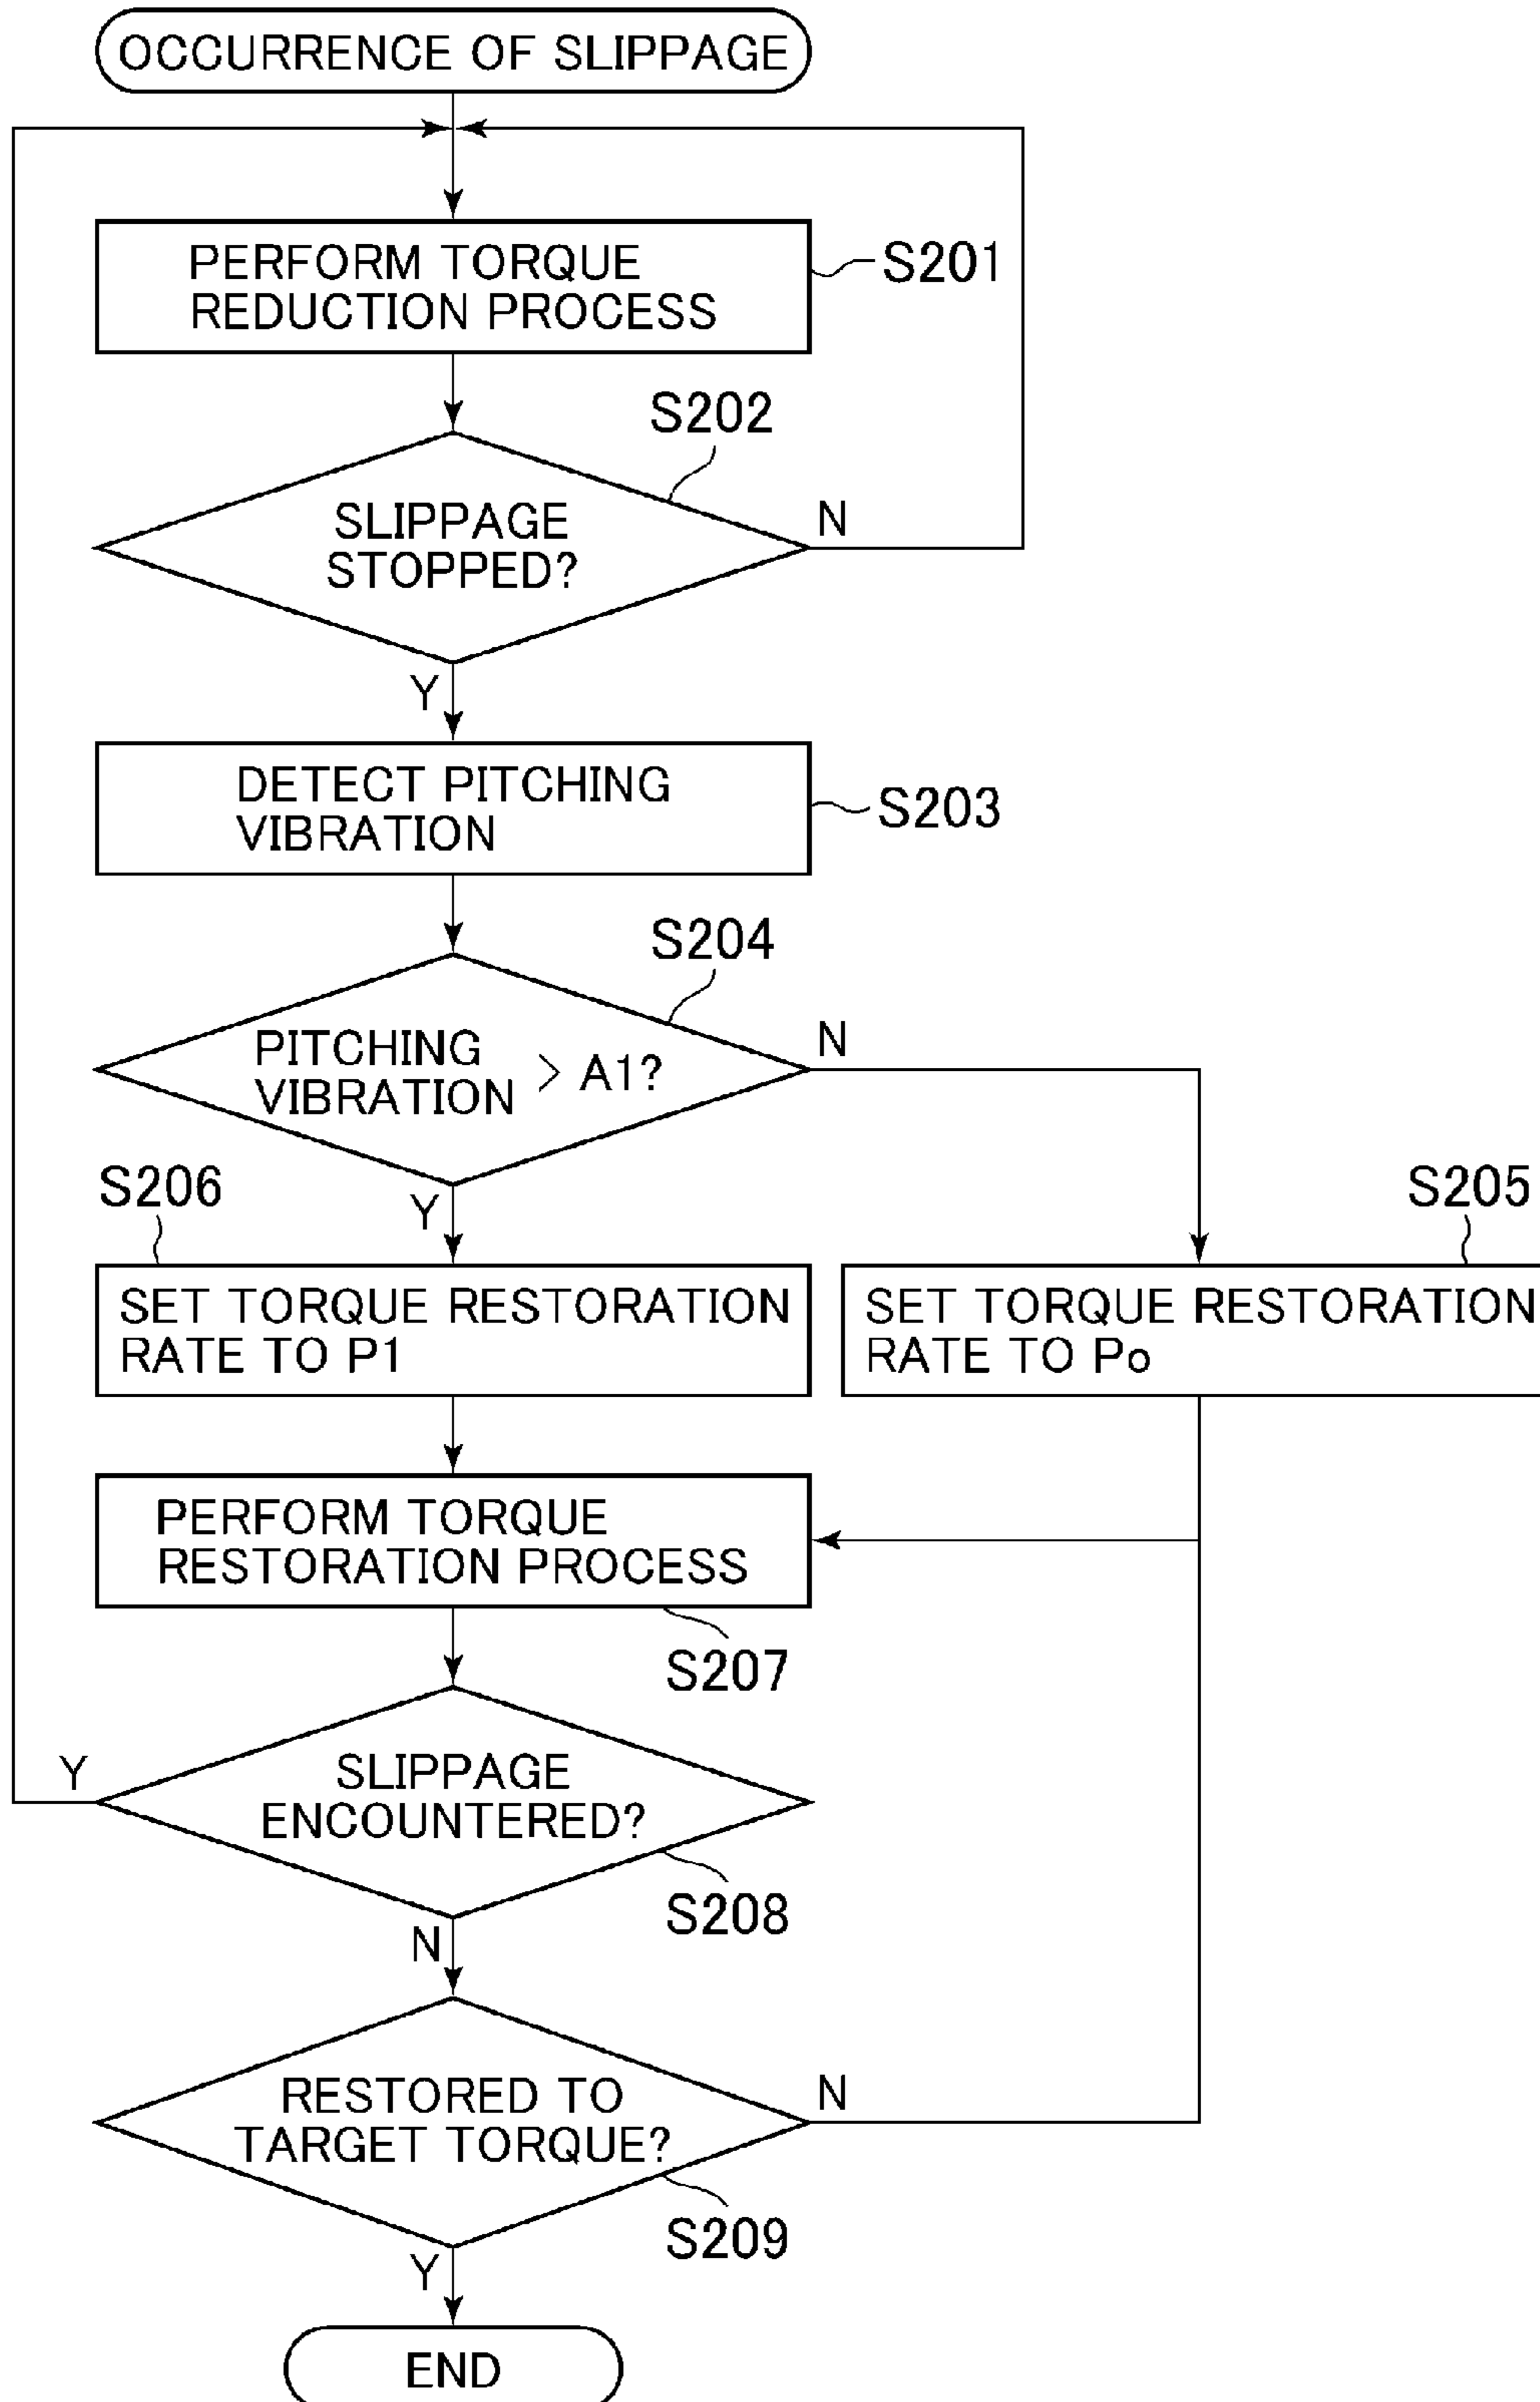 OCCURRENCE OF SLIPPAGE
PERFORM TORQUE
REDUCTION PROCESS
S201
S202
SLIPPAGE
STOPPED?
N
Y
DETECT PITCHING
VIBRATION
S203
S204
PITCHING
VIBRATION > A1?
N
Y
S206
S205
SET TORQUE RESTORATION
RATE TO P1
SET TORQUE RESTORATION
RATE TO Po
PERFORM TORQUE
RESTORATION PROCESS
S207
Y
SLIPPAGE
ENCOUNTERED?
S208
N
RESTORED TO
TARGET TORQUE?
N
S209
Y
END